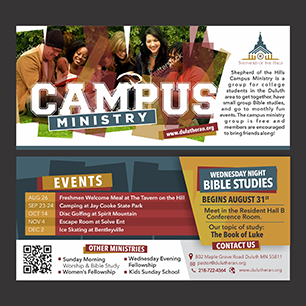 SHEPHERD OF THE HILLS
Shepherd of the Hills
Campus Ministry is a
group for college
students in the Duluth
area to get together, have
small group Bible studies,
and go to monthly fun
events. The campus ministry
group is free and
members are encouraged
to bring friends along!
CAMPUS
MINISTRY
www.dulutheran.org
EVENTS
AUG 26 Freshmen Welcome Meal at The Tavern on the Hill
SEP 23-24 Camping at Jay Cooke State Park
OCT 14 Disc Golfing at Spirit Mountain
NOV 4 Escape Room at Solve Ent
DEC 2 Ice Skating at Bentleyville
WEDNESDAY NIGHT
BIBLE STUDIES
BEGINS AUGUST 31st
Meet in the Resident Hall B
Conference Room.
Our topic of study:
The Book of Luke
OTHER MINISTRIES
• Sunday Morning
Worship & Bible Study
• Women's Fellowship
• Wednesday Evening
Fellowship
• Kids Sunday School
CONTACT US
802 Maple Grove Road Duluth MN 55811
pastor@dulutheran.org
218-722-4364
www.dulutheran.org